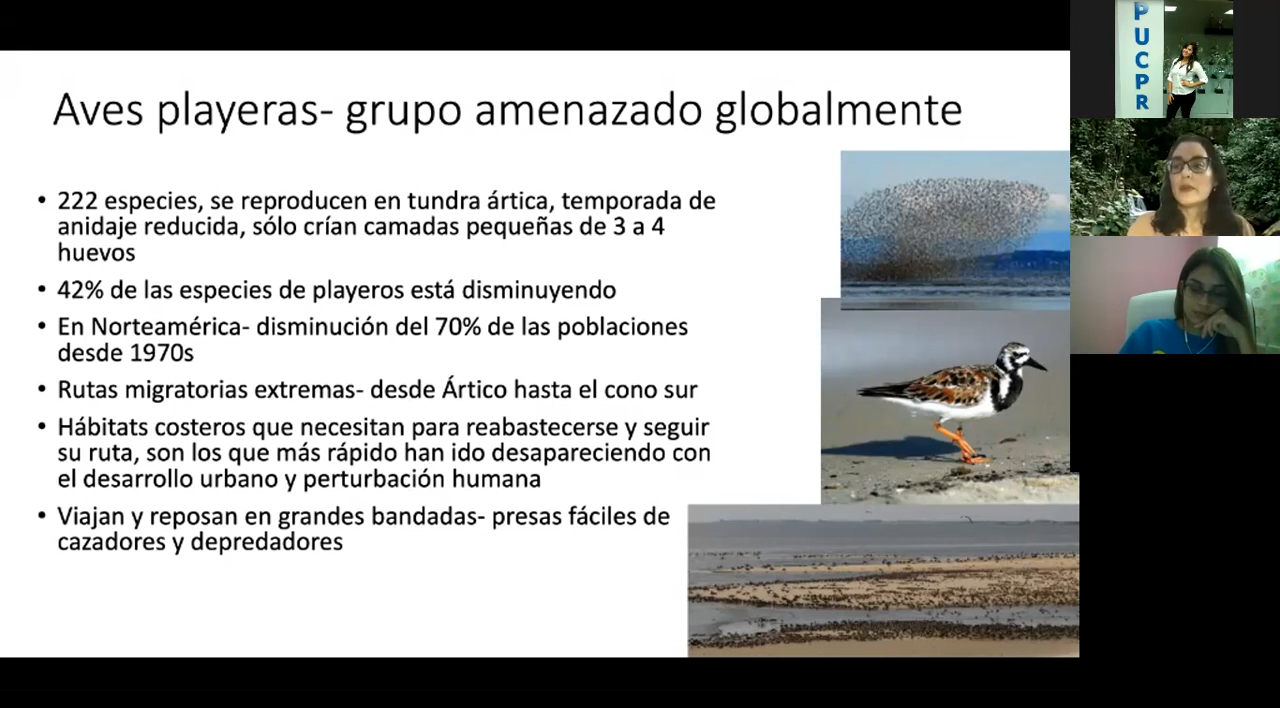 Aves playeras- grupo amenazado globalmente
• 222 especies, se reproducen en tundra ártica, temporada de
anidaje reducida, sólo crían camadas pequeñas de 3 a 4
huevos
• 42% de las especies de playeros está disminuyendo
• En Norteamérica- disminución del 70% de las poblaciones
desde 1970s
• Rutas migratorias extremas- desde Ártico hasta el cono sur
• Hábitats costeros que necesitan para reabastecerse y seguir
su ruta, son los que más rápido han ido desapareciendo con
el desarrollo urbano y perturbación humana
• Viajan y reposan en grandes bandadas- presas fáciles de
cazadores y depredadores
PUCPR